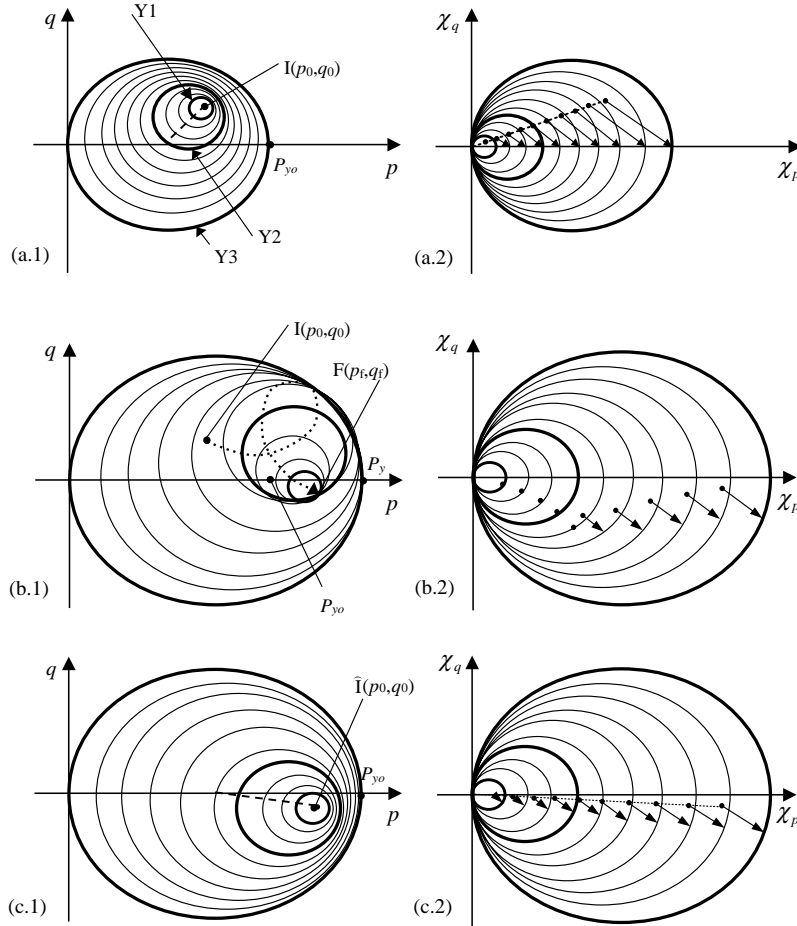 q
Y1
I(p0,q0)
p
Pyo
Y2
Y3
(a.1)
χq
χp
(a.2)
q
I(p0,q0)
F(pf,qf)
Py
p
Pyo
(b.1)
χq
χp
(b.2)
q
Î(p0,q0)
Pyo
p
(c.1)
χq
χp
(c.2)